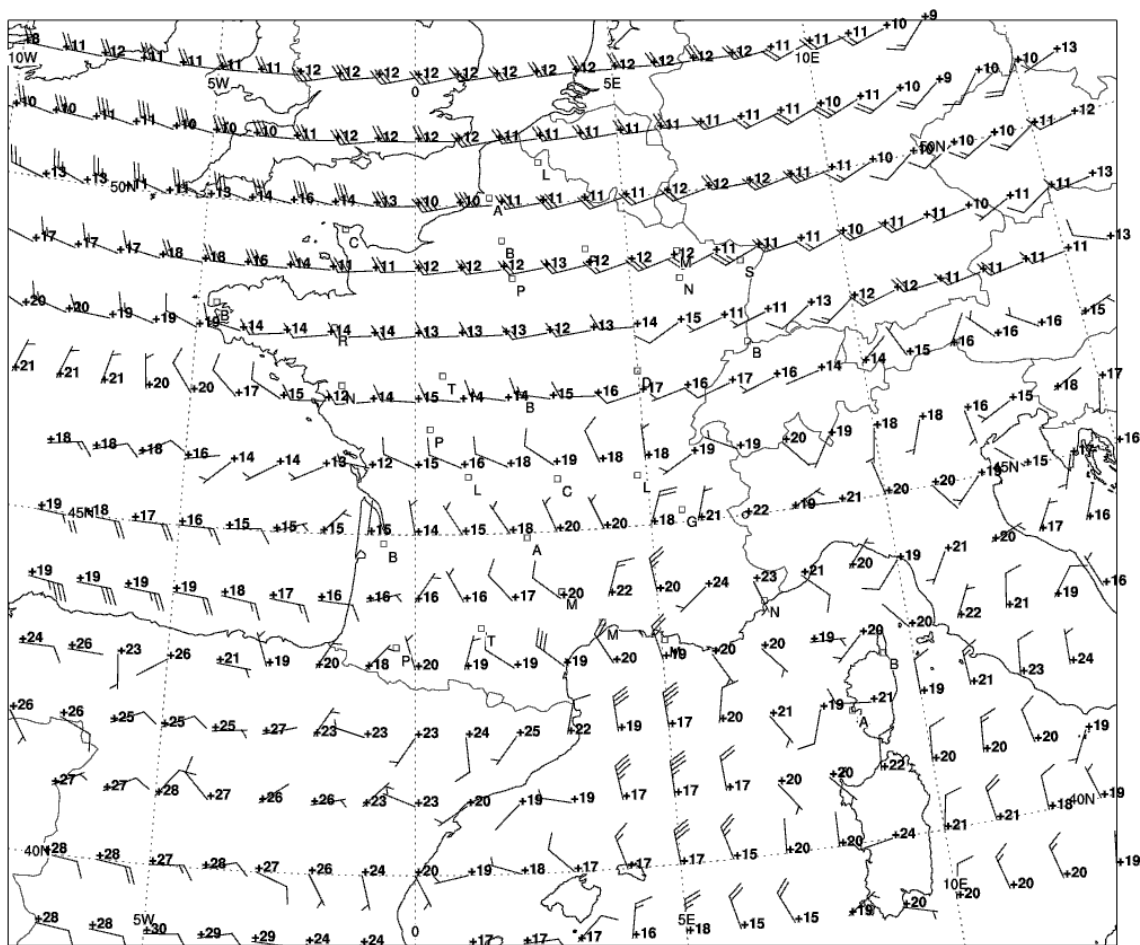 +8 +11 +12 +11 +11 +11 +11 +12 +12 +12 +12 +12 +12 +12 +12 +12 +12 +12 +12 +11 +11 +11 +10 +9
10W 5W 0 5E 10E
+10 +10 +11 +11 +10 +10 +10 +11 +12 +12 +12 +12 +11 +11 +11 +11 +11 +11 +11 +11 +10 +11 +10 +9 +10 +10 +13
50N +13 +13 +11 +11 +13 +14 +16 +14 +13 +10 +10 +11 +11 +11 +11 +12 +12 +12 +11 +11 +10 +10 +10 +10 +11 +12
50N
L
A
+17 +17 +17 +18 +16 +16 +14 +11 +11 +12 +12 +12 +12 +13 +12 +12 +11 +11 +11 +11 +10 +11 +10 +11 +11 +13
C B P M S N
+20 +20 +19 +19 +19 +14 +14 +14 +14 +13 +13 +13 +12 +13 +14 +15 +11 +11 +13 +12 +12 +11 +11 +11 +11 +13
B R P B
+21 +21 +21 +20 +20 +17 +15 +12 +14 +15 +14 +14 +15 +16 +17 +16 +17 +16 +14 +14 +15 +16 +16 +16 +15
N T B D
+18 +18 +18 +16 +14 +14 +13 +12 +15 +16 +18 +19 +18 +18 +19 +19 +20 +19 +18 +18 +16 +15 +18 +17
P L C L
+19 45N +18 +17 +16 +15 +15 +15 +15 +14 +15 +18 +20 +20 +18 +21 +22 +19 +21 +20 +20 +19 45N +15 +17 +16
B A G
+19 +19 +19 +19 +18 +17 +16 +16 +16 +16 +17 +20 +22 +20 +24 +23 +21 +20 +19 +21 +20 +17 +16
M N
+24 +26 +23 +26 +21 +19 +20 +18 +20 +19 +19 +19 +20 +19 +20 +20 +19 +20 +20 +22 +21 +19 +16
P T M M B
+26 +26 +25 +25 +25 +27 +23 +23 +23 +24 +25 +22 +19 +17 +20 +21 +19 +21 +19 +21 +23 +24
A
+27 +27 +28 +27 +26 +26 +23 +23 +20 +19 +19 +17 +17 +17 +20 +20 +22 +20 +20 +20 +19
40N +28 +28 +27 +28 +27 +26 +24 +20 +19 +18 +17 +17 +17 +15 +20 +20 +24 +21 +21 +18 40N +19
5W 0 5E 10E
+28 +28 +30 +29 +29 +24 +24 +17 +17 +17 +16 +18 +15 +15 +19 +20 +20 +20 +20 +19